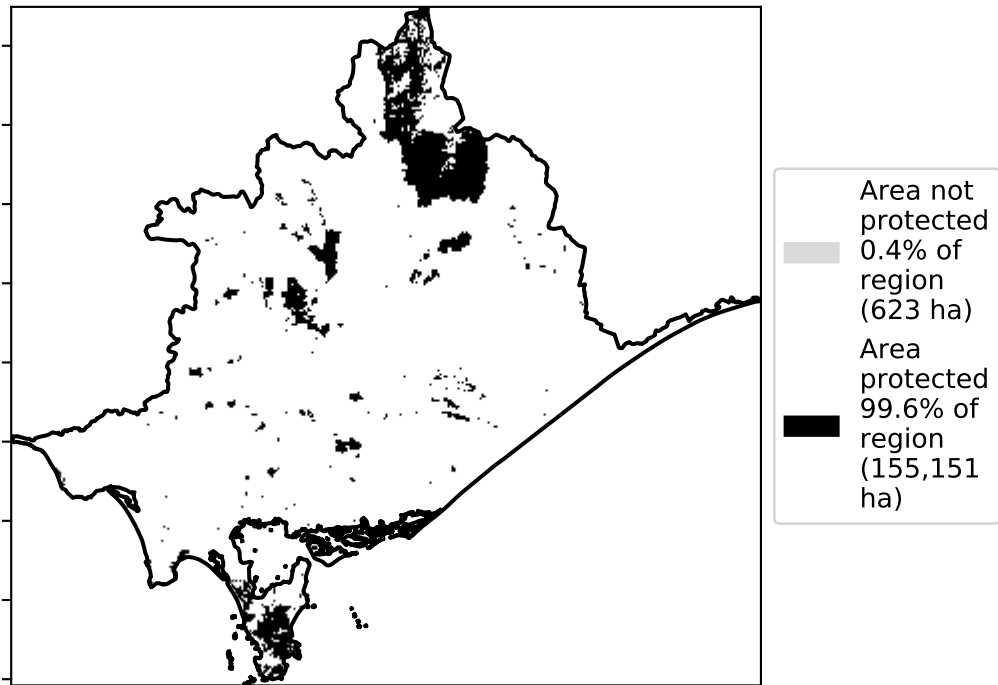 Area not
protected
0.4% of
region
(623 ha)
Area
protected
99.6% of
region
(155,151
ha)